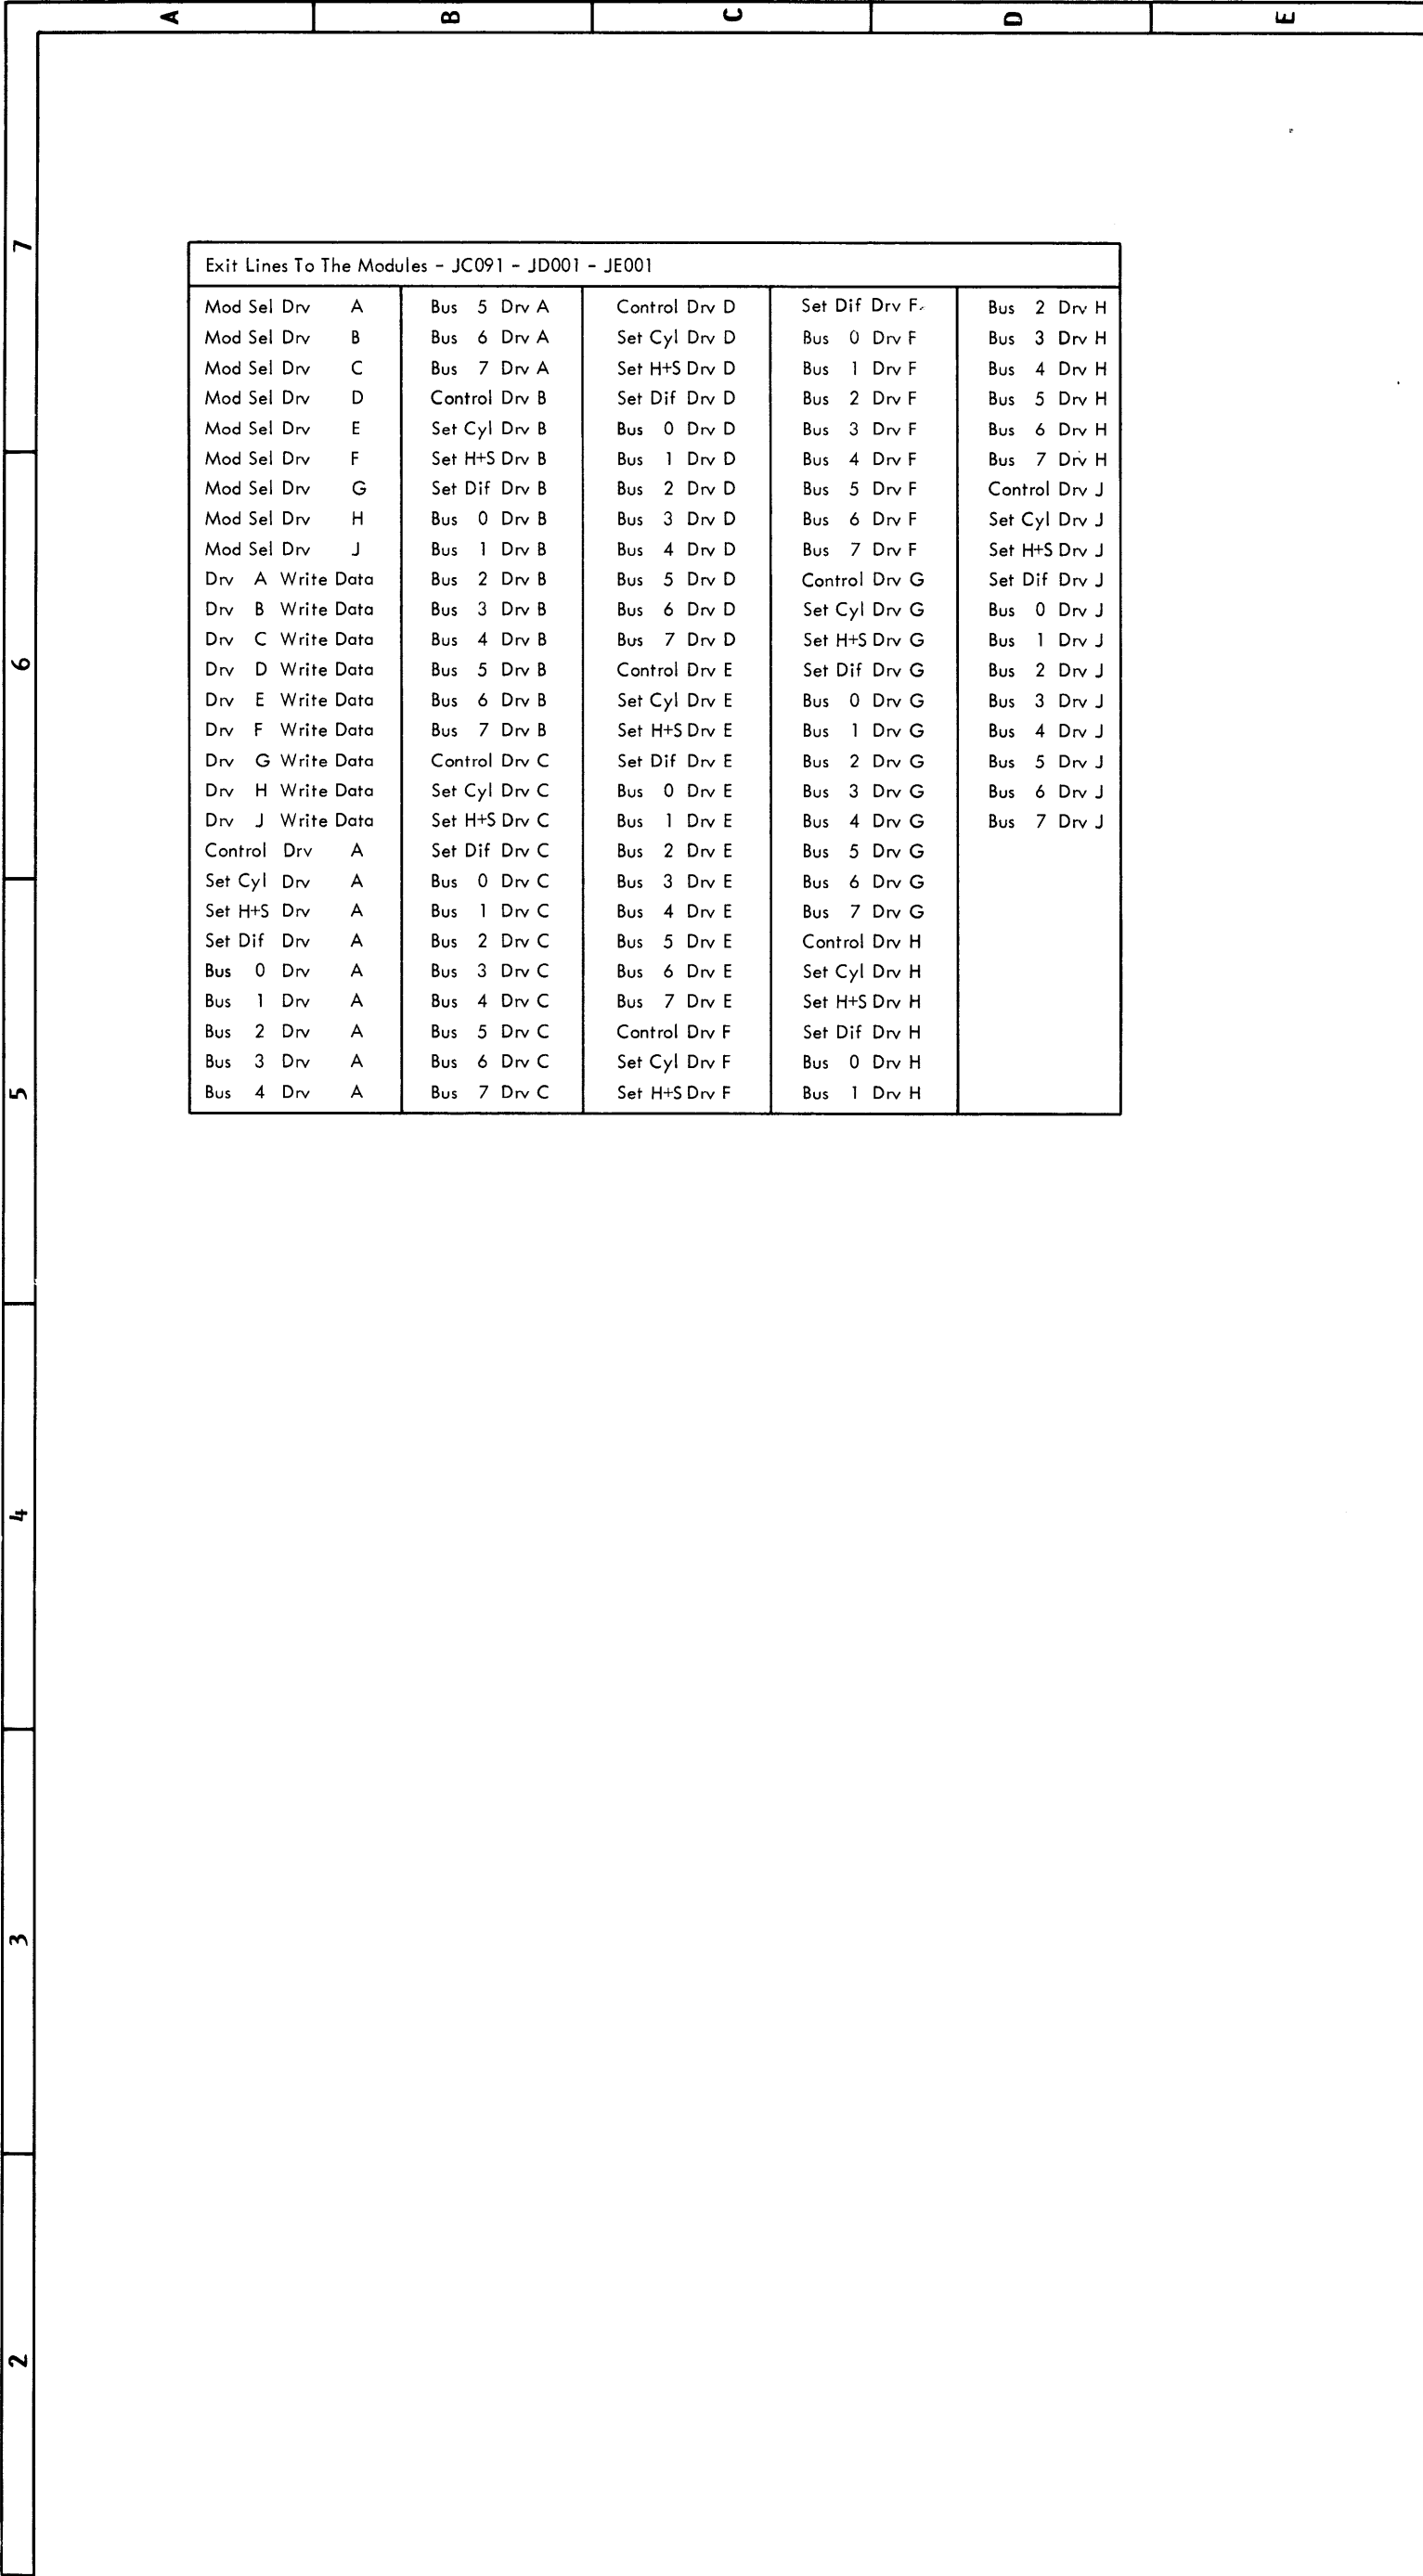 A B C D E
7
6
5
4
3
2
Exit Lines To The Modules - JC091 - JD001 - JE001
Mod Sel Drv A
Mod Sel Drv B
Mod Sel Drv C
Mod Sel Drv D
Mod Sel Drv E
Mod Sel Drv F
Mod Sel Drv G
Mod Sel Drv H
Mod Sel Drv J
Drv A Write Data
Drv B Write Data
Drv C Write Data
Drv D Write Data
Drv E Write Data
Drv F Write Data
Drv G Write Data
Drv H Write Data
Drv J Write Data
Control Drv A
Set Cyl Drv A
Set H+S Drv A
Set Dif Drv A
Bus 0 Drv A
Bus 1 Drv A
Bus 2 Drv A
Bus 3 Drv A
Bus 4 Drv A
Bus 5 Drv A
Bus 6 Drv A
Bus 7 Drv A
Control Drv B
Set Cyl Drv B
Set H+S Drv B
Set Dif Drv B
Bus 0 Drv B
Bus 1 Drv B
Bus 2 Drv B
Bus 3 Drv B
Bus 4 Drv B
Bus 5 Drv B
Bus 6 Drv B
Bus 7 Drv B
Control Drv C
Set Cyl Drv C
Set H+S Drv C
Set Dif Drv C
Bus 0 Drv C
Bus 1 Drv C
Bus 2 Drv C
Bus 3 Drv C
Bus 4 Drv C
Bus 5 Drv C
Bus 6 Drv C
Bus 7 Drv C
Control Drv D
Set Cyl Drv D
Set H+S Drv D
Set Dif Drv D
Bus 0 Drv D
Bus 1 Drv D
Bus 2 Drv D
Bus 3 Drv D
Bus 4 Drv D
Bus 5 Drv D
Bus 6 Drv D
Bus 7 Drv D
Control Drv E
Set Cyl Drv E
Set H+S Drv E
Set Dif Drv E
Bus 0 Drv E
Bus 1 Drv E
Bus 2 Drv E
Bus 3 Drv E
Bus 4 Drv E
Bus 5 Drv E
Bus 6 Drv E
Bus 7 Drv E
Control Drv F
Set Cyl Drv F
Set H+S Drv F
Set Dif Drv F
Bus 0 Drv F
Bus 1 Drv F
Bus 2 Drv F
Bus 3 Drv F
Bus 4 Drv F
Bus 5 Drv F
Bus 6 Drv F
Bus 7 Drv F
Control Drv G
Set Cyl Drv G
Set H+S Drv G
Set Dif Drv G
Bus 0 Drv G
Bus 1 Drv G
Bus 2 Drv G
Bus 3 Drv G
Bus 4 Drv G
Bus 5 Drv G
Bus 6 Drv G
Bus 7 Drv G
Control Drv H
Set Cyl Drv H
Set H+S Drv H
Set Dif Drv H
Bus 0 Drv H
Bus 1 Drv H
Bus 2 Drv H
Bus 3 Drv H
Bus 4 Drv H
Bus 5 Drv H
Bus 6 Drv H
Bus 7 Drv H
Control Drv J
Set Cyl Drv J
Set H+S Drv J
Set Dif Drv J
Bus 0 Drv J
Bus 1 Drv J
Bus 2 Drv J
Bus 3 Drv J
Bus 4 Drv J
Bus 5 Drv J
Bus 6 Drv J
Bus 7 Drv J